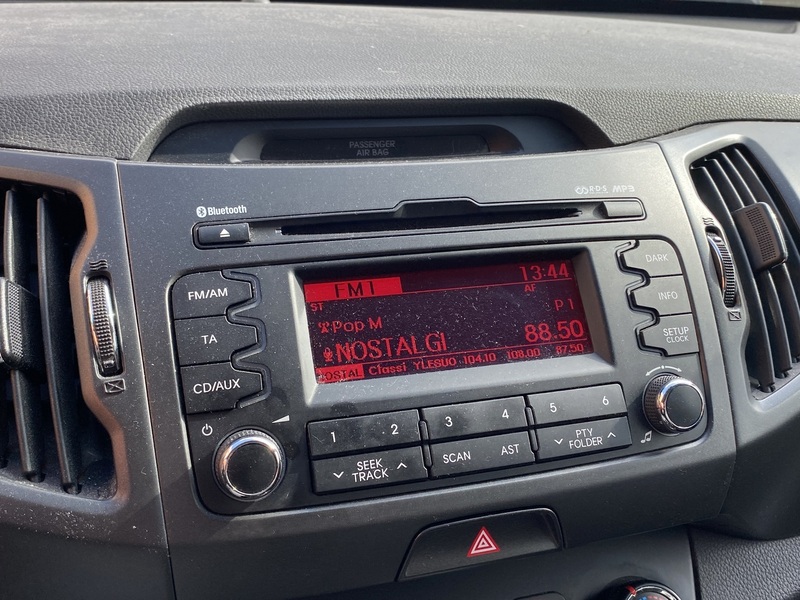 PASSENGER
AIR BAG
Bluetooth
RDS MP3
FM1 13:44
ST AF
Pop M P1
NOSTALGI 88.50
NOSTAL Classi YLESUO 104.10 108.00 87.50
FM/AM
TA
CD/AUX
DARK
INFO
SETUP
CLOCK
1 2 3 4 5 6
SEEK
TRACK
SCAN AST
PTY
FOLDER